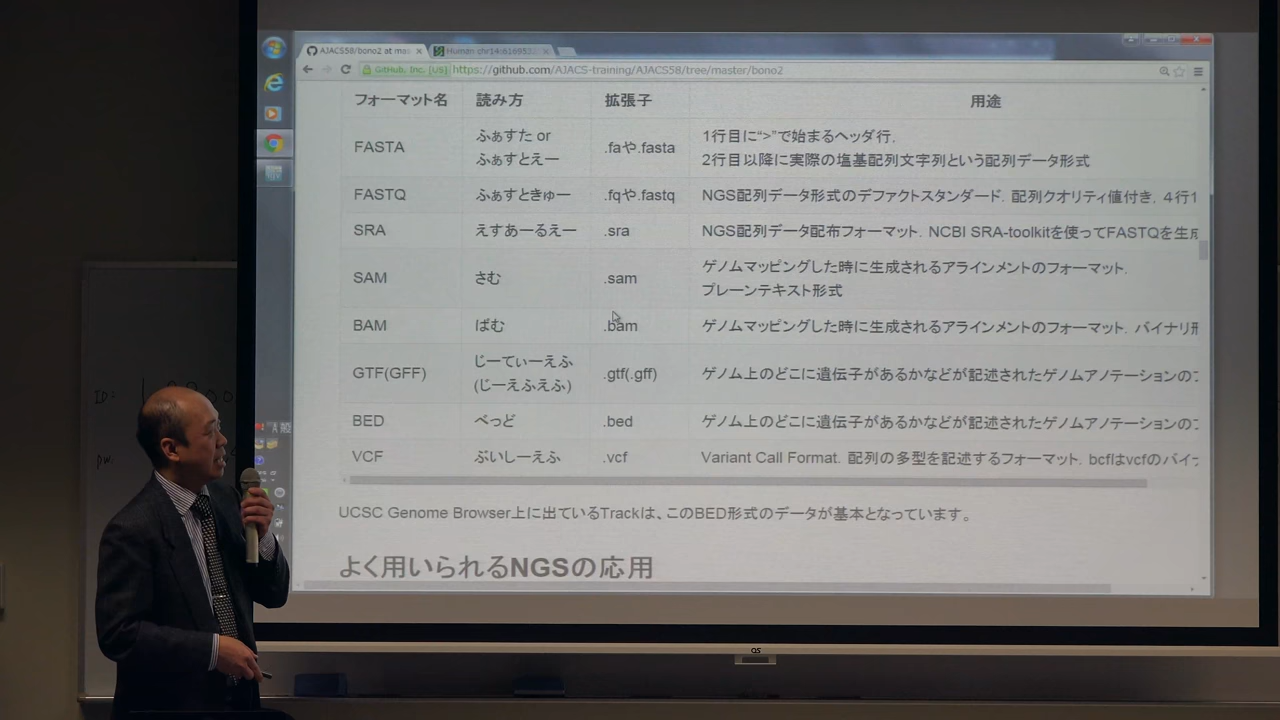 AJACS58/bono2 at mas
Human chr14:616952
GitHub, Inc. [US] https://github.com/AJACS-training/AJACS58/tree/master/bono2
フォーマット名 読み方 拡張子 用途
FASTA ふぁすた or ふぁすとえー .faや.fasta 1行目に“>”で始まるヘッダ行.
2行目以降に実際の塩基配列文字列という配列データ形式
FASTQ ふぁすときゅー .fqや.fastq NGS配列データ形式のデファクトスタンダード. 配列クオリティ値付き. 4行1
SRA えすあーるえー .sra NGS配列データ配布フォーマット. NCBI SRA-toolkitを使ってFASTQを生成
SAM さむ .sam ゲノムマッピングした時に生成されるアラインメントのフォーマット.
プレーンテキスト形式
BAM ばむ .bam ゲノムマッピングした時に生成されるアラインメントのフォーマット. バイナリ形
GTF(GFF) じーてぃーえふ (じーえふえふ) .gtf(.gff) ゲノム上のどこに遺伝子があるかなどが記述されたゲノムアノテーションのフ
BED べっど .bed ゲノム上のどこに遺伝子があるかなどが記述されたゲノムアノテーションのフ
VCF ぶいしーえふ .vcf Variant Call Format. 配列の多型を記述するフォーマット. bcfはvcfのバイナ
UCSC Genome Browser上に出ているTrackは、このBED形式のデータが基本となっています。
よく用いられるNGSの応用
A 般
ID:
PW:
OS